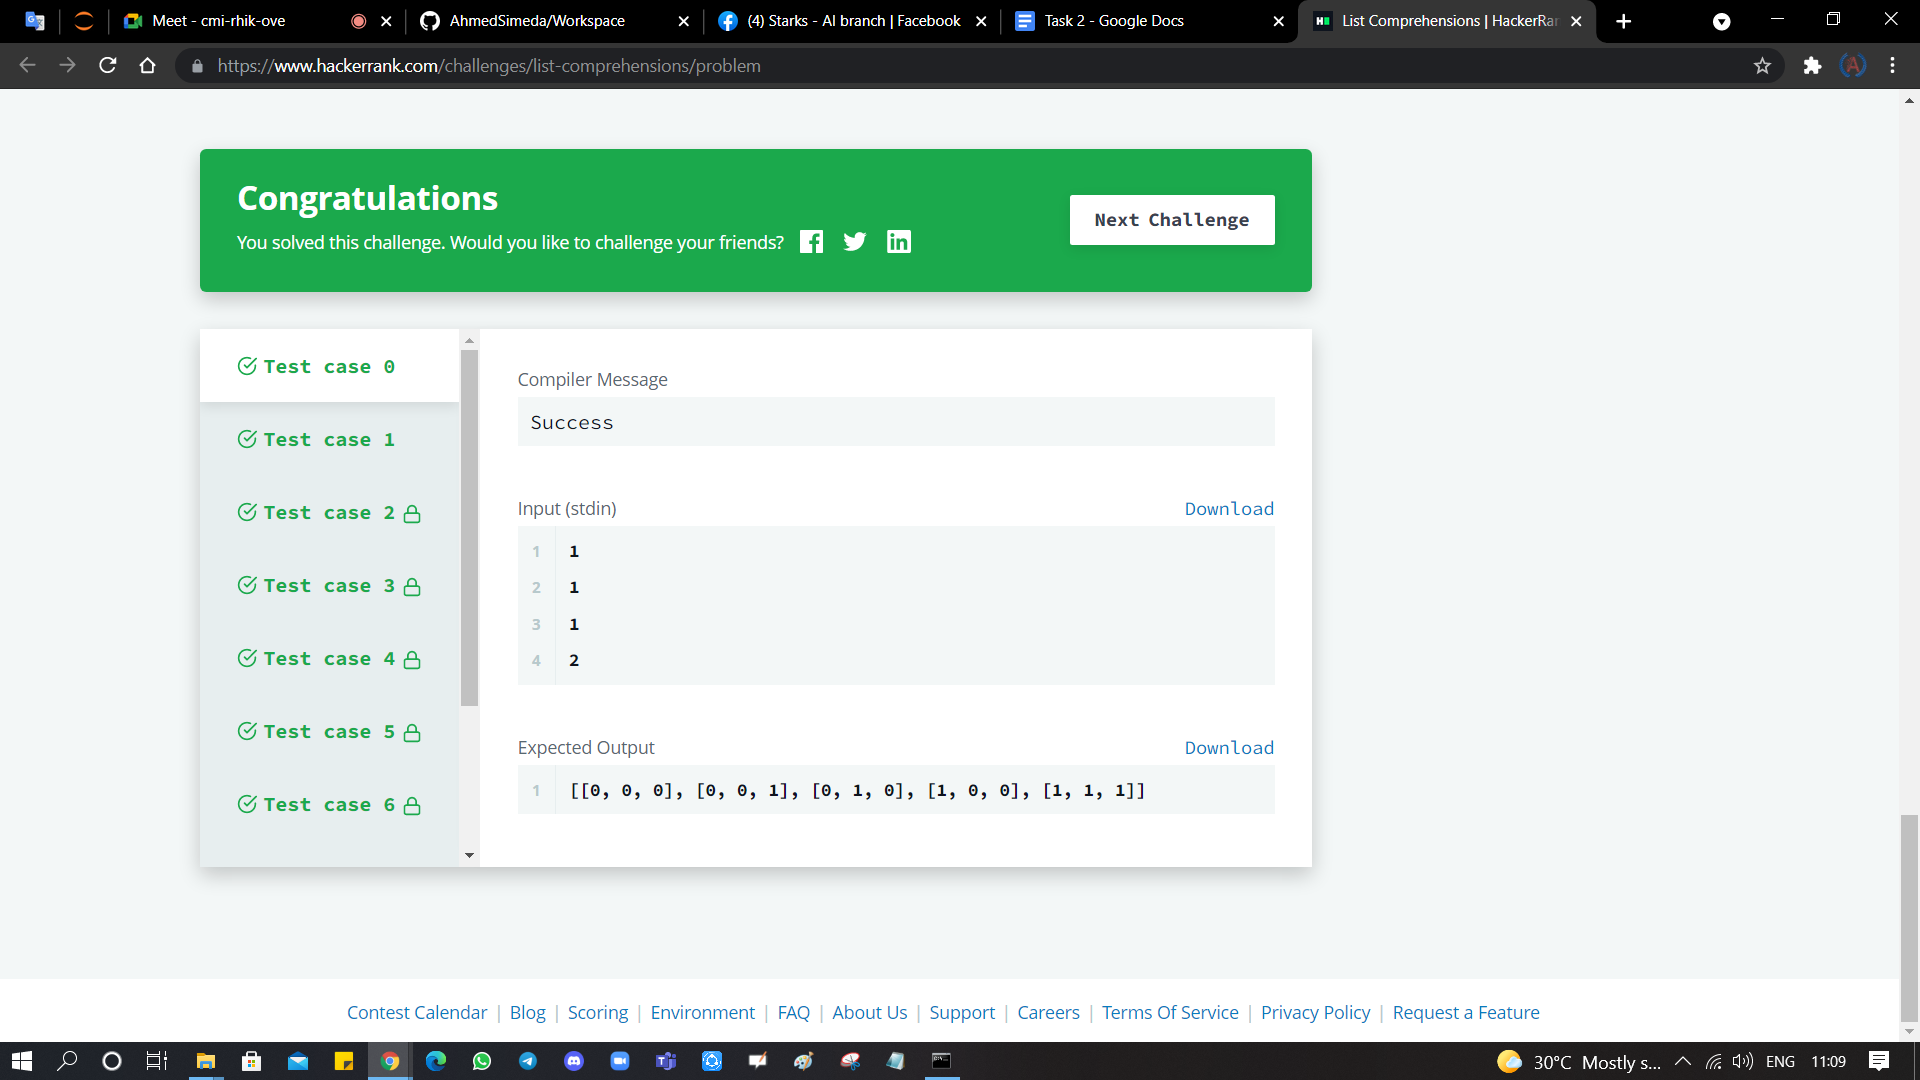 Meet - cmi-rhik-ove
AhmedSimeda/Workspace
(4) Starks - AI branch | Facebook
Task 2 - Google Docs
List Comprehensions | HackerRan
https://www.hackerrank.com/challenges/list-comprehensions/problem
Congratulations
You solved this challenge. Would you like to challenge your friends?
Next Challenge
Test case 0
Test case 1
Test case 2
Test case 3
Test case 4
Test case 5
Test case 6
Compiler Message
Success
Input (stdin)
Download
1 1
2 1
3 1
4 2
Expected Output
Download
1 [[0, 0, 0], [0, 0, 1], [0, 1, 0], [1, 0, 0], [1, 1, 1]]
Contest Calendar | Blog | Scoring | Environment | FAQ | About Us | Support | Careers | Terms Of Service | Privacy Policy | Request a Feature
30°C Mostly s... ENG 11:09